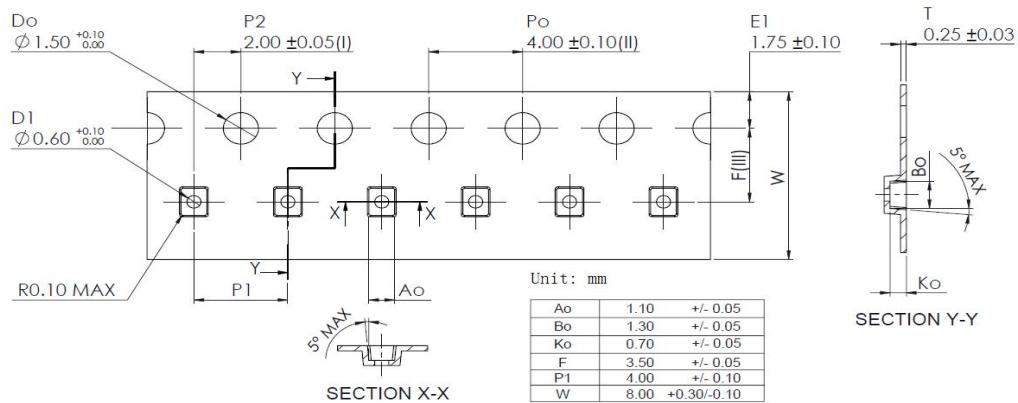 Do
Ø 1.50 +0.10 0.00
P2
2.00 ±0.05(I)
Po
4.00 ±0.10(II)
E1
1.75 ±0.10
T
0.25 ±0.03
Y
D1
Ø 0.60 +0.10 0.00
F(III)
W
Bo
5° MAX
X X
Y
R0.10 MAX
P1
Ao
Ko
Unit: mm
SECTION Y-Y
5° MAX
SECTION X-X
Ao 1.10 +/- 0.05
Bo 1.30 +/- 0.05
Ko 0.70 +/- 0.05
F 3.50 +/- 0.05
P1 4.00 +/- 0.10
W 8.00 +0.30/-0.10